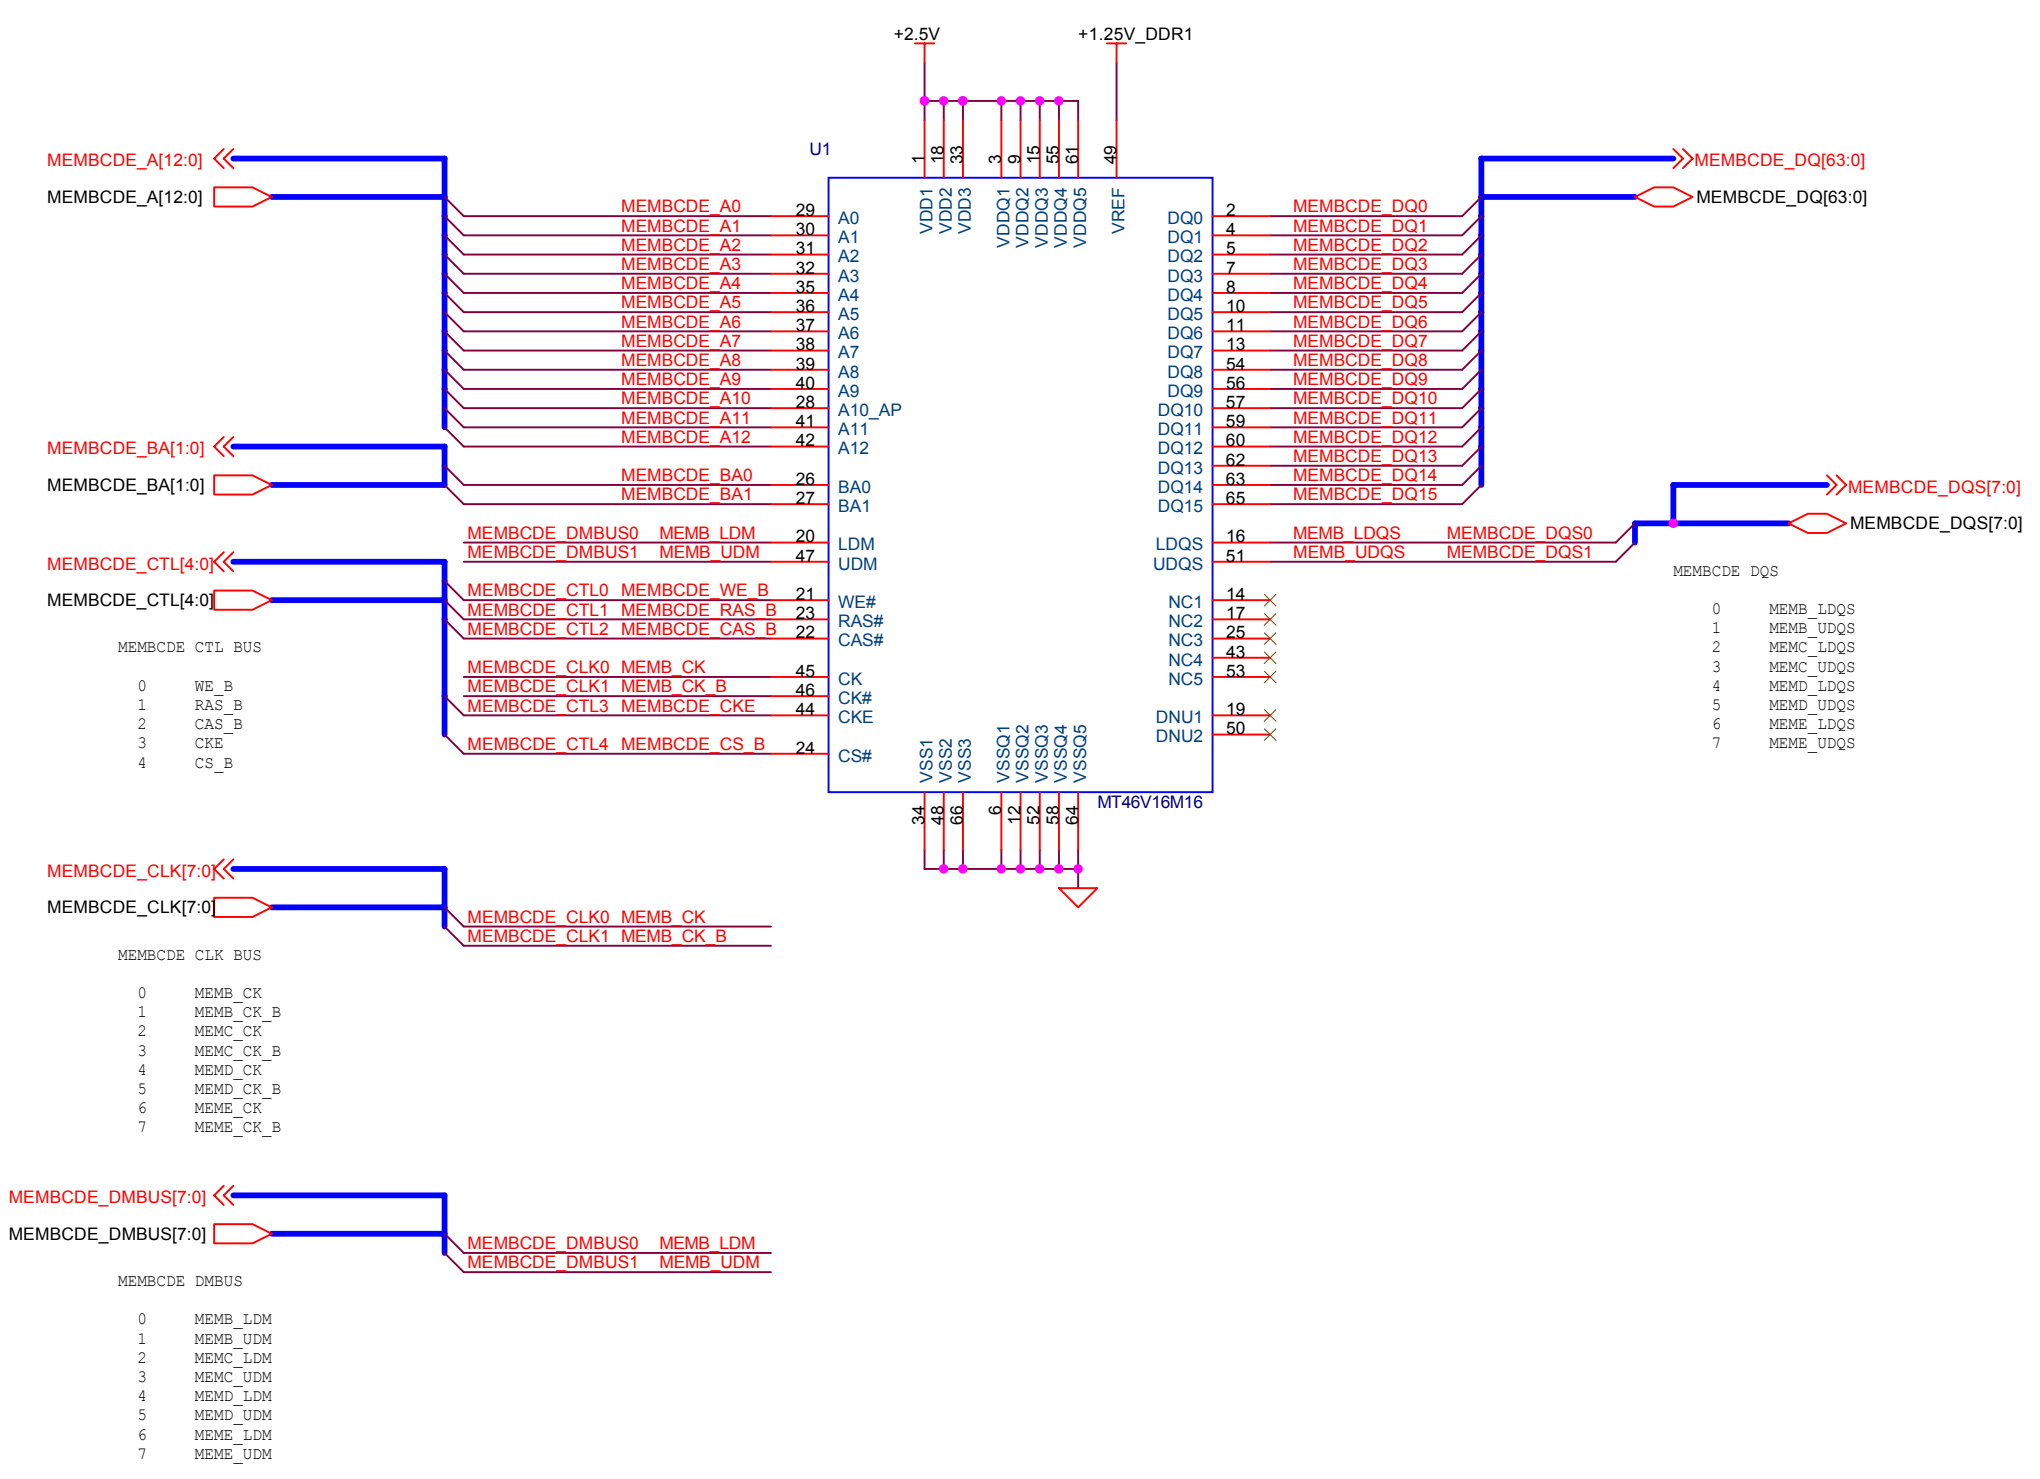 +2.5V
+1.25V_DDR1
U1
1
18
33
3
9
15
55
61
49
VDD1
VDD2
VDD3
VDDQ1
VDDQ2
VDDQ3
VDDQ4
VDDQ5
VREF
MEMBCDE_A[12:0]
MEMBCDE_A[12:0]
MEMBCDE_A0 29 A0
MEMBCDE_A1 30 A1
MEMBCDE_A2 31 A2
MEMBCDE_A3 32 A3
MEMBCDE_A4 35 A4
MEMBCDE_A5 36 A5
MEMBCDE_A6 37 A6
MEMBCDE_A7 38 A7
MEMBCDE_A8 39 A8
MEMBCDE_A9 40 A9
MEMBCDE_A10 28 A10_AP
MEMBCDE_A11 41 A11
MEMBCDE_A12 42 A12
MEMBCDE_BA[1:0]
MEMBCDE_BA[1:0]
MEMBCDE_BA0 26 BA0
MEMBCDE_BA1 27 BA1
MEMBCDE_DMBUS0 MEMB_LDM 20 LDM
MEMBCDE_DMBUS1 MEMB_UDM 47 UDM
MEMBCDE_CTL[4:0]
MEMBCDE_CTL[4:0]
MEMBCDE_CTL0 MEMBCDE_WE_B 21 WE#
MEMBCDE_CTL1 MEMBCDE_RAS_B 23 RAS#
MEMBCDE_CTL2 MEMBCDE_CAS_B 22 CAS#
MEMBCDE_CLK0 MEMB_CK 45 CK
MEMBCDE_CLK1 MEMB_CK_B 46 CK#
MEMBCDE_CTL3 MEMBCDE_CKE 44 CKE
MEMBCDE_CTL4 MEMBCDE_CS_B 24 CS#
MEMBCDE CTL BUS
0 WE_B
1 RAS_B
2 CAS_B
3 CKE
4 CS_B
DQ0 2 MEMBCDE_DQ0
DQ1 4 MEMBCDE_DQ1
DQ2 5 MEMBCDE_DQ2
DQ3 7 MEMBCDE_DQ3
DQ4 8 MEMBCDE_DQ4
DQ5 10 MEMBCDE_DQ5
DQ6 11 MEMBCDE_DQ6
DQ7 13 MEMBCDE_DQ7
DQ8 54 MEMBCDE_DQ8
DQ9 56 MEMBCDE_DQ9
DQ10 57 MEMBCDE_DQ10
DQ11 59 MEMBCDE_DQ11
DQ12 60 MEMBCDE_DQ12
DQ13 62 MEMBCDE_DQ13
DQ14 63 MEMBCDE_DQ14
DQ15 65 MEMBCDE_DQ15
MEMBCDE_DQ[63:0]
MEMBCDE_DQ[63:0]
LDQS 16 MEMB_LDQS MEMBCDE_DQS0
UDQS 51 MEMB_UDQS MEMBCDE_DQS1
MEMBCDE_DQS[7:0]
MEMBCDE_DQS[7:0]
NC1 14
NC2 17
NC3 25
NC4 43
NC5 53
DNU1 19
DNU2 50
MEMBCDE DQS
0 MEMB_LDQS
1 MEMB_UDQS
2 MEMC_LDQS
3 MEMC_UDQS
4 MEMD_LDQS
5 MEMD_UDQS
6 MEME_LDQS
7 MEME_UDQS
VSS1
VSS2
VSS3
VSSQ1
VSSQ2
VSSQ3
VSSQ4
VSSQ5
MT46V16M16
34
48
66
6
12
52
58
64
MEMBCDE_CLK[7:0]
MEMBCDE_CLK[7:0]
MEMBCDE_CLK0 MEMB_CK
MEMBCDE_CLK1 MEMB_CK_B
MEMBCDE CLK BUS
0 MEMB_CK
1 MEMB_CK_B
2 MEMC_CK
3 MEMC_CK_B
4 MEMD_CK
5 MEMD_CK_B
6 MEME_CK
7 MEME_CK_B
MEMBCDE_DMBUS[7:0]
MEMBCDE_DMBUS[7:0]
MEMBCDE_DMBUS0 MEMB_LDM
MEMBCDE_DMBUS1 MEMB_UDM
MEMBCDE DMBUS
0 MEMB_LDM
1 MEMB_UDM
2 MEMC_LDM
3 MEMC_UDM
4 MEMD_LDM
5 MEMD_UDM
6 MEME_LDM
7 MEME_UDM